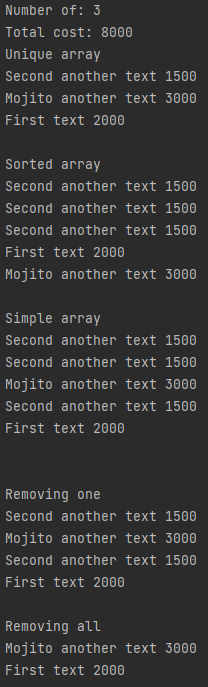 Number of: 3
Total cost: 8000
Unique array
Second another text 1500
Mojito another text 3000
First text 2000
Sorted array
Second another text 1500
Second another text 1500
Second another text 1500
First text 2000
Mojito another text 3000
Simple array
Second another text 1500
Second another text 1500
Mojito another text 3000
Second another text 1500
First text 2000
Removing one
Second another text 1500
Mojito another text 3000
Second another text 1500
First text 2000
Removing all
Mojito another text 3000
First text 2000